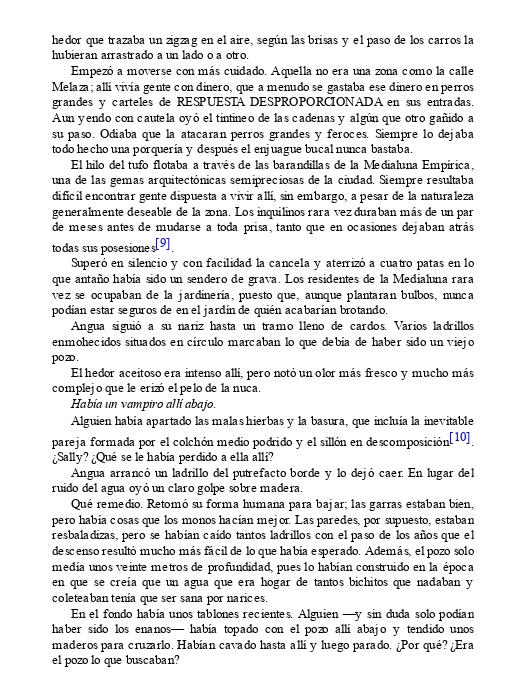 hedor que trazaba un zigzag en el aire, según las brisas y el paso de los carros la
hubieran arrastrado a un lado o a otro.
Empezó a moverse con más cuidado. Aquella no era una zona como la calle
Melaza; allí vivía gente con dinero, que a menudo se gastaba ese dinero en perros
grandes y carteles de RESPUESTA DESPROPORCIONADA en sus entradas.
Aun yendo con cautela oyó el tintineo de las cadenas y algún que otro gañido a
su paso. Odiaba que la atacaran perros grandes y feroces. Siempre lo dejaba
todo hecho una porquería y después el enjuague bucal nunca bastaba.
El hilo del tufo flotaba a través de las barandillas de la Medialuna Empírica,
una de las gemas arquitectónicas semipreciosas de la ciudad. Siempre resultaba
difícil encontrar gente dispuesta a vivir allí, sin embargo, a pesar de la naturaleza
generalmente deseable de la zona. Los inquilinos rara vez duraban más de un par
de meses antes de mudarse a toda prisa, tanto que en ocasiones dejaban atrás
todas sus posesiones[9].
Superó en silencio y con facilidad la cancela y aterrizó a cuatro patas en lo
que antaño había sido un sendero de grava. Los residentes de la Medialuna rara
vez se ocupaban de la jardinería, puesto que, aunque plantaran bulbos, nunca
podían estar seguros de en el jardín de quién acabarían brotando.
Angua siguió a su nariz hasta un tramo lleno de cardos. Varios ladrillos
enmohecidos situados en círculo marcaban lo que debía de haber sido un viejo
pozo.
El hedor aceitoso era intenso allí, pero notó un olor más fresco y mucho más
complejo que le erizó el pelo de la nuca.
Había un vampiro allí abajo.
Alguien había apartado las malas hierbas y la basura, que incluía la inevitable
pareja formada por el colchón medio podrido y el sillón en descomposición[10].
¿Sally? ¿Qué se le había perdido a ella allí?
Angua arrancó un ladrillo del putrefacto borde y lo dejó caer. En lugar del
ruido del agua oyó un claro golpe sobre madera.
Qué remedio. Retomó su forma humana para bajar; las garras estaban bien,
pero había cosas que los monos hacían mejor. Las paredes, por supuesto, estaban
resbaladizas, pero se habían caído tantos ladrillos con el paso de los años que el
descenso resultó mucho más fácil de lo que había esperado. Además, el pozo solo
medía unos veinte metros de profundidad, pues lo habían construido en la época
en que se creía que un agua que era hogar de tantos bichitos que nadaban y
coleteaban tenía que ser sana por narices.
En el fondo había unos tablones recientes. Alguien —y sin duda solo podían
haber sido los enanos— había topado con el pozo allí abajo y tendido unos
maderos para cruzarlo. Habían cavado hasta allí y luego parado. ¿Por qué? ¿Era
el pozo lo que buscaban?